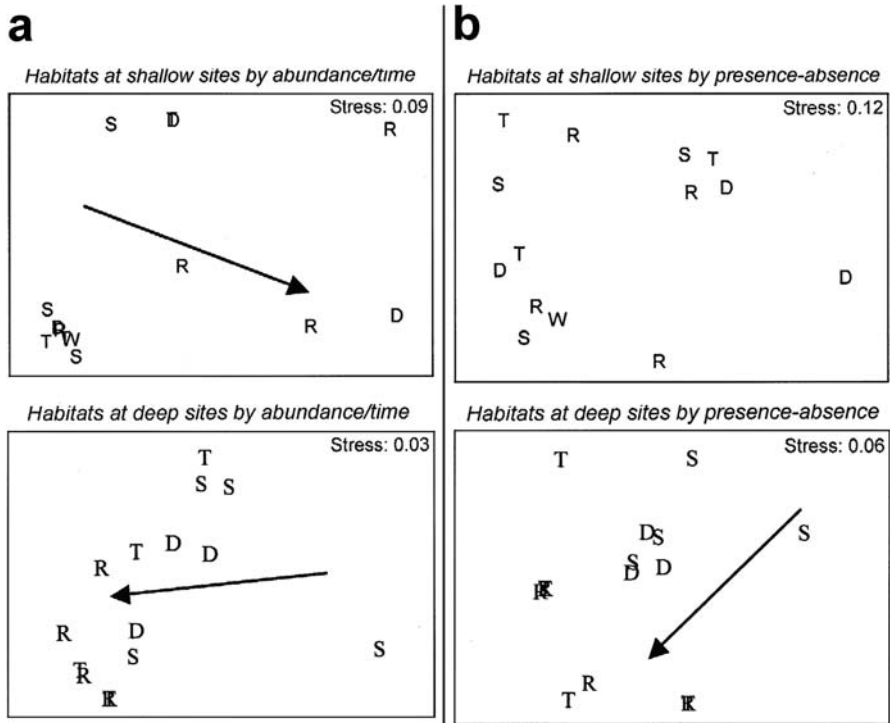 a
b
Habitats at shallow sites by abundance/time
Stress: 0.09
S
R
R
R
D
S
T
W
S
Habitats at shallow sites by presence-absence
Stress: 0.12
T
R
S
T
S
R
D
T
D
D
R
W
S
R
Habitats at deep sites by abundance/time
Stress: 0.03
T
S S
D
T
D
R
R
D
S
S
T
R
Habitats at deep sites by presence-absence
Stress: 0.06
T
S
S
D
S
S
D
D
R
T